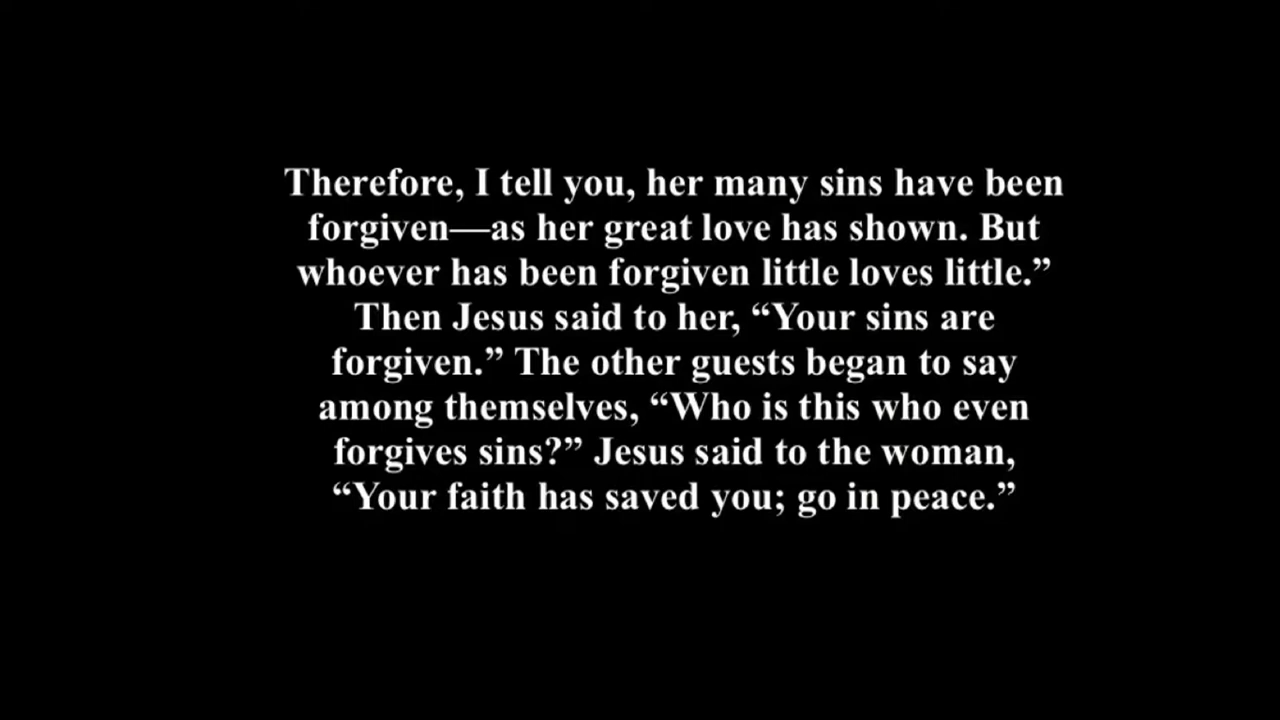 Therefore, I tell you, her many sins have been
forgiven—as her great love has shown. But
whoever has been forgiven little loves little.”
Then Jesus said to her, “Your sins are
forgiven.” The other guests began to say
among themselves, “Who is this who even
forgives sins?” Jesus said to the woman,
“Your faith has saved you; go in peace.”